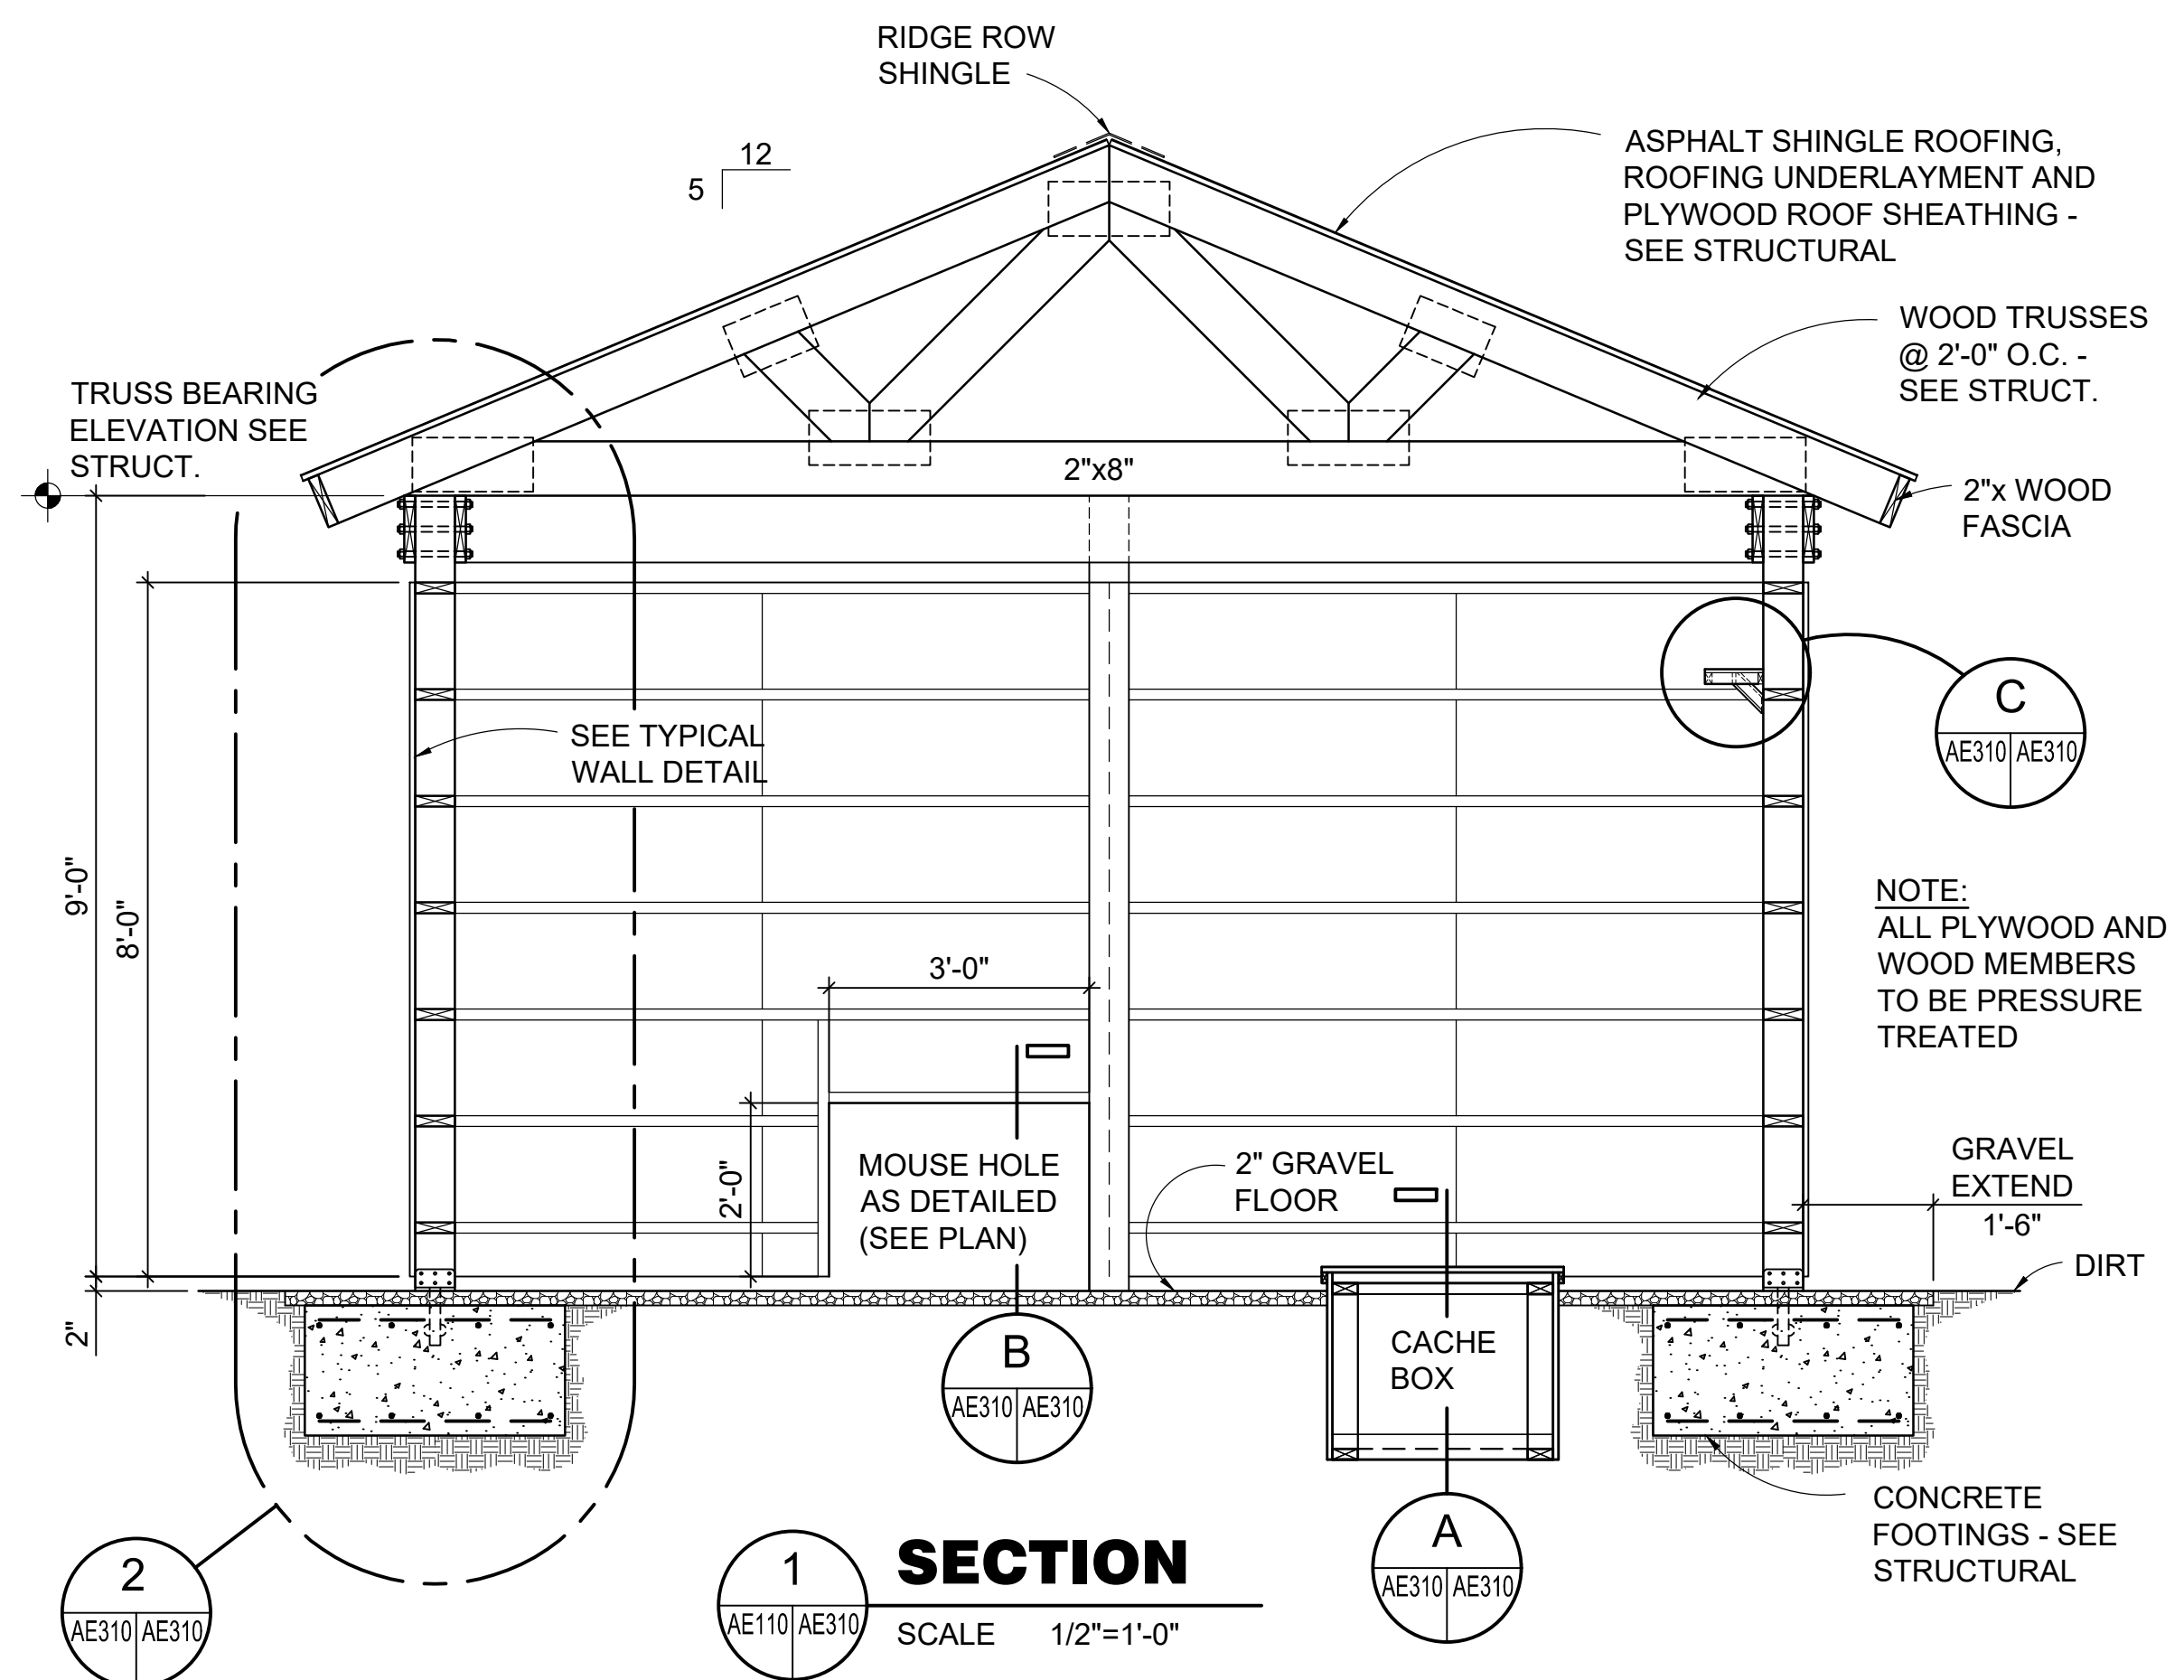 RIDGE ROW
SHINGLE
12
5
ASPHALT SHINGLE ROOFING,
ROOFING UNDERLAYMENT AND
PLYWOOD ROOF SHEATHING -
SEE STRUCTURAL
WOOD TRUSSES
@ 2'-0" O.C. -
SEE STRUCT.
TRUSS BEARING
ELEVATION SEE
STRUCT.
2"x8"
2"x WOOD
FASCIA
SEE TYPICAL
WALL DETAIL
C
AE310 AE310
9'-0"
8'-0"
NOTE:
ALL PLYWOOD AND
WOOD MEMBERS
TO BE PRESSURE
TREATED
3'-0"
2'-0"
MOUSE HOLE
AS DETAILED
(SEE PLAN)
2" GRAVEL
FLOOR
GRAVEL
EXTEND
1'-6"
DIRT
2"
B
AE310 AE310
CACHE
BOX
CONCRETE
FOOTINGS - SEE
STRUCTURAL
A
AE310 AE310
2
AE310 AE310
1
AE110 AE310
SECTION
SCALE 1/2"=1'-0"